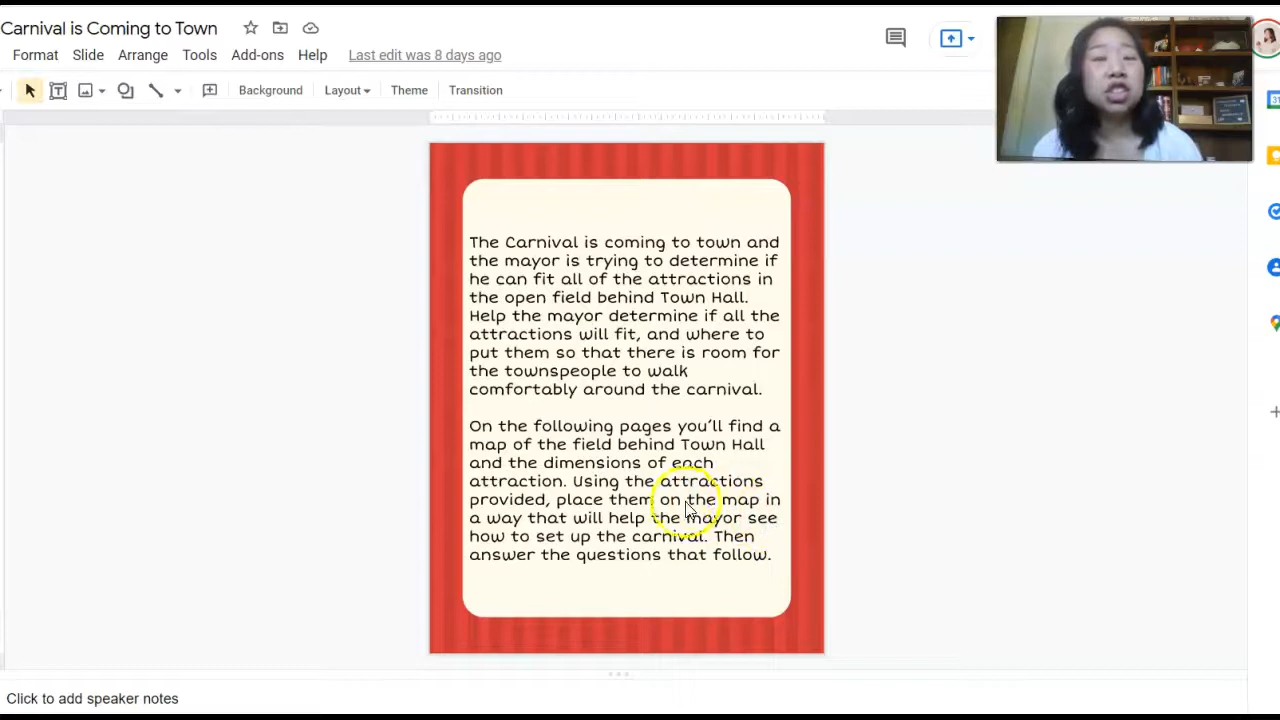 Carnival is Coming to Town
Format Slide Arrange Tools Add-ons Help Last edit was 8 days ago
Background Layout Theme Transition
The Carnival is coming to town and
the mayor is trying to determine if
he can fit all of the attractions in
the open field behind Town Hall.
Help the mayor determine if all the
attractions will fit, and where to
put them so that there is room for
the townspeople to walk
comfortably around the carnival.
On the following pages you'll find a
map of the field behind Town Hall
and the dimensions of each
attraction. Using the attractions
provided, place them on the map in
a way that will help the mayor see
how to set up the carnival. Then
answer the questions that follow.
Click to add speaker notes